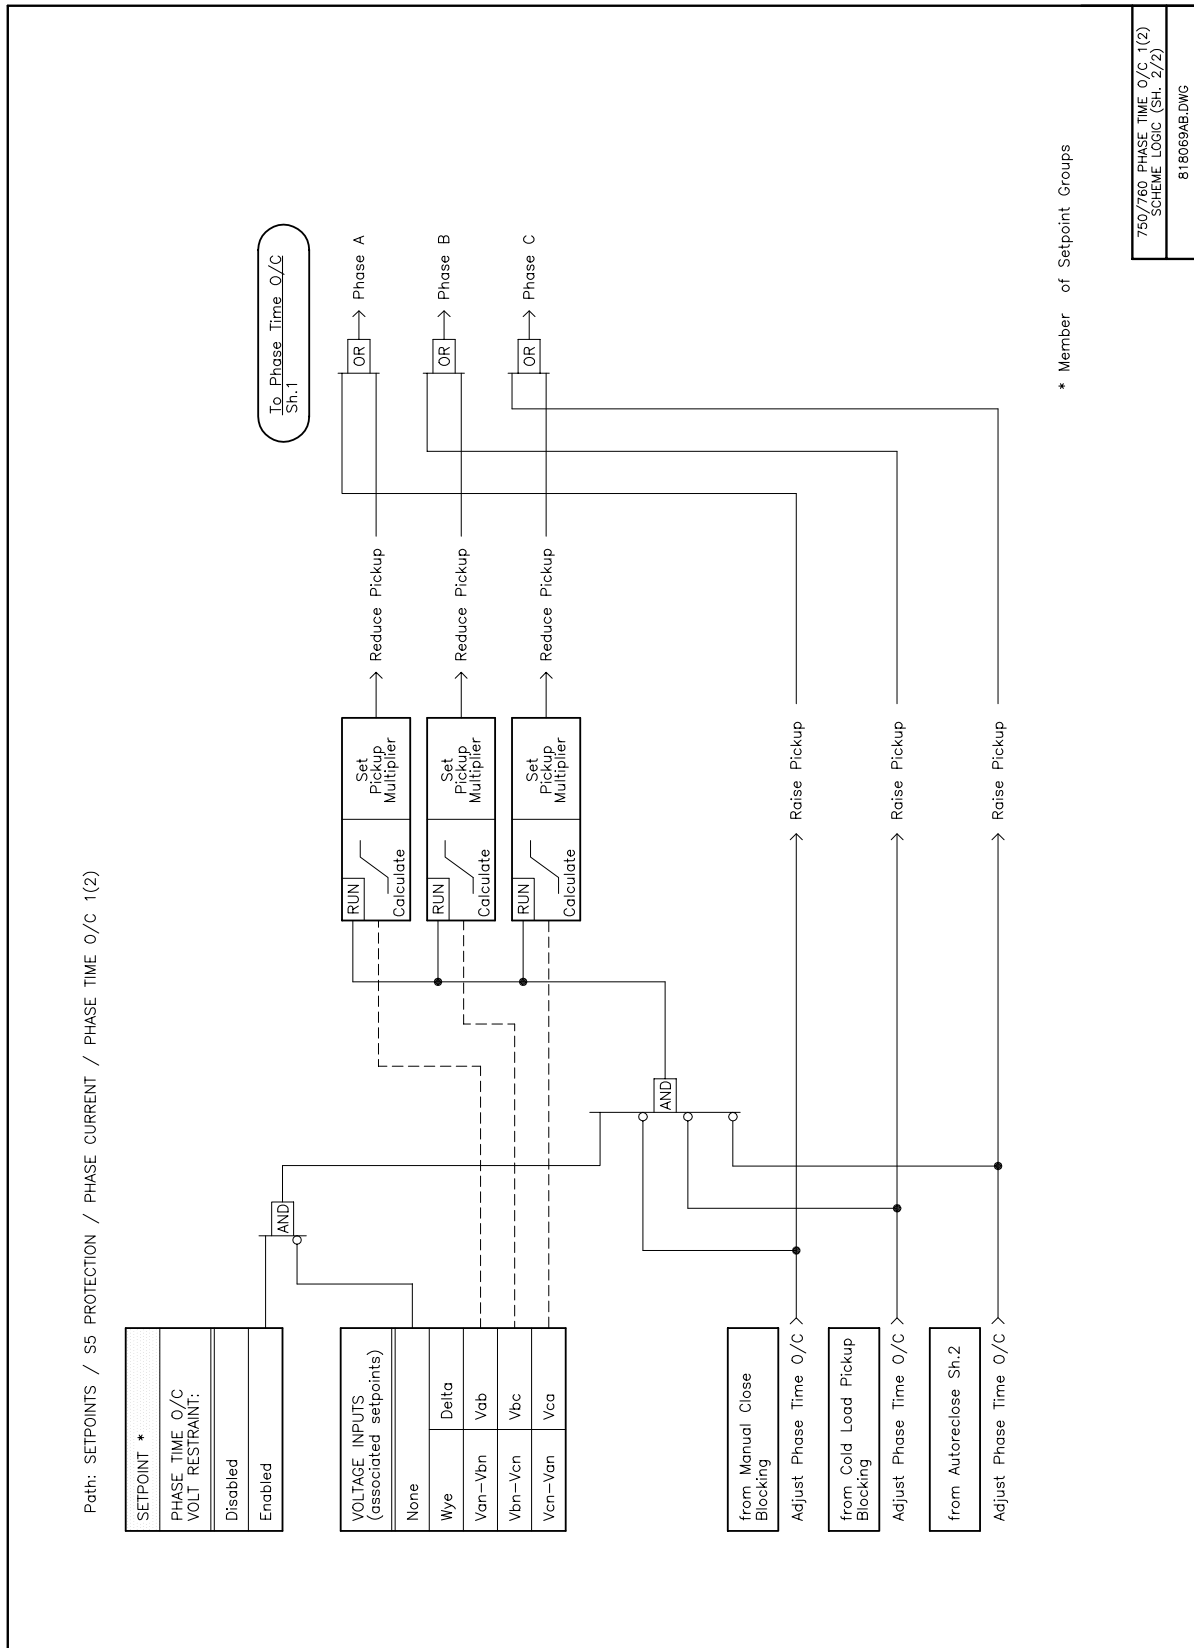 Path: SETPOINTS / S5 PROTECTION / PHASE CURRENT / PHASE TIME O/C 1(2)
SETPOINT *
PHASE TIME O/C
VOLT RESTRAINT:
Disabled
Enabled
AND
To Phase Time O/C
Sh.1
VOLTAGE INPUTS
(associated setpoints)
None
Wye
Delta
Van-Vbn
Vab
Vbn-Vcn
Vbc
Vcn-Van
Vca
RUN
Calculate
Set
Pickup
Multiplier
Reduce Pickup
OR
Phase A
RUN
Calculate
Set
Pickup
Multiplier
Reduce Pickup
OR
Phase B
RUN
Calculate
Set
Pickup
Multiplier
Reduce Pickup
OR
Phase C
AND
from Manual Close
Blocking
Adjust Phase Time O/C
Raise Pickup
from Cold Load Pickup
Blocking
Adjust Phase Time O/C
Raise Pickup
from Autoreclose Sh.2
Adjust Phase Time O/C
Raise Pickup
* Member of Setpoint Groups
750/760 PHASE TIME O/C 1(2)
SCHEME LOGIC (SH. 2/2)
818069AB.DWG